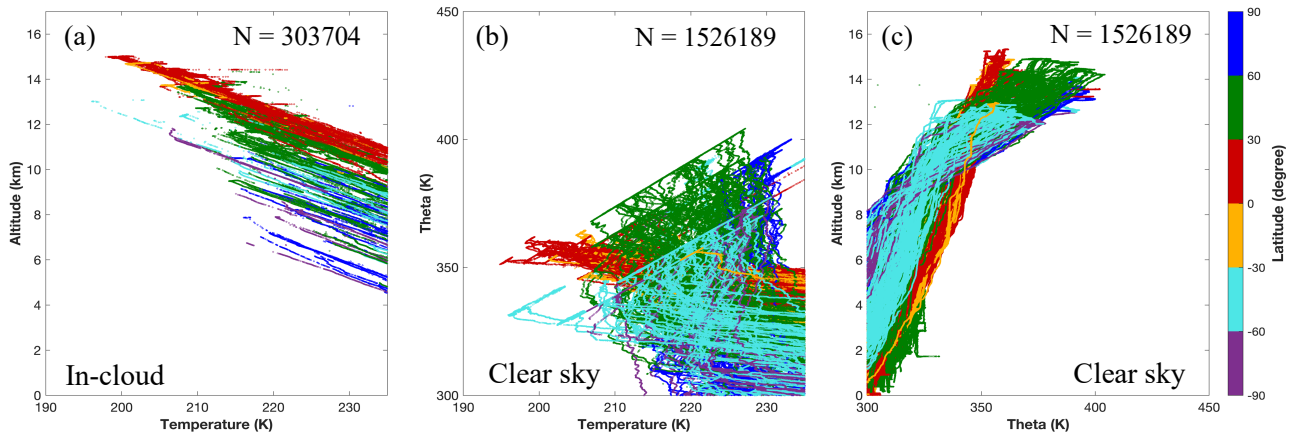 (a)
N = 303704
16
14
12
10
8
6
4
2
0
Altitude (km)
In-cloud
190
200
210
220
230
Temperature (K)
(b)
N = 1526189
450
400
350
300
Theta (K)
Clear sky
190
200
210
220
230
Temperature (K)
(c)
N = 1526189
16
14
12
10
8
6
4
2
0
Altitude (km)
Clear sky
300
350
400
450
Theta (K)
90
60
30
0
-30
-60
-90
Latitude (degree)